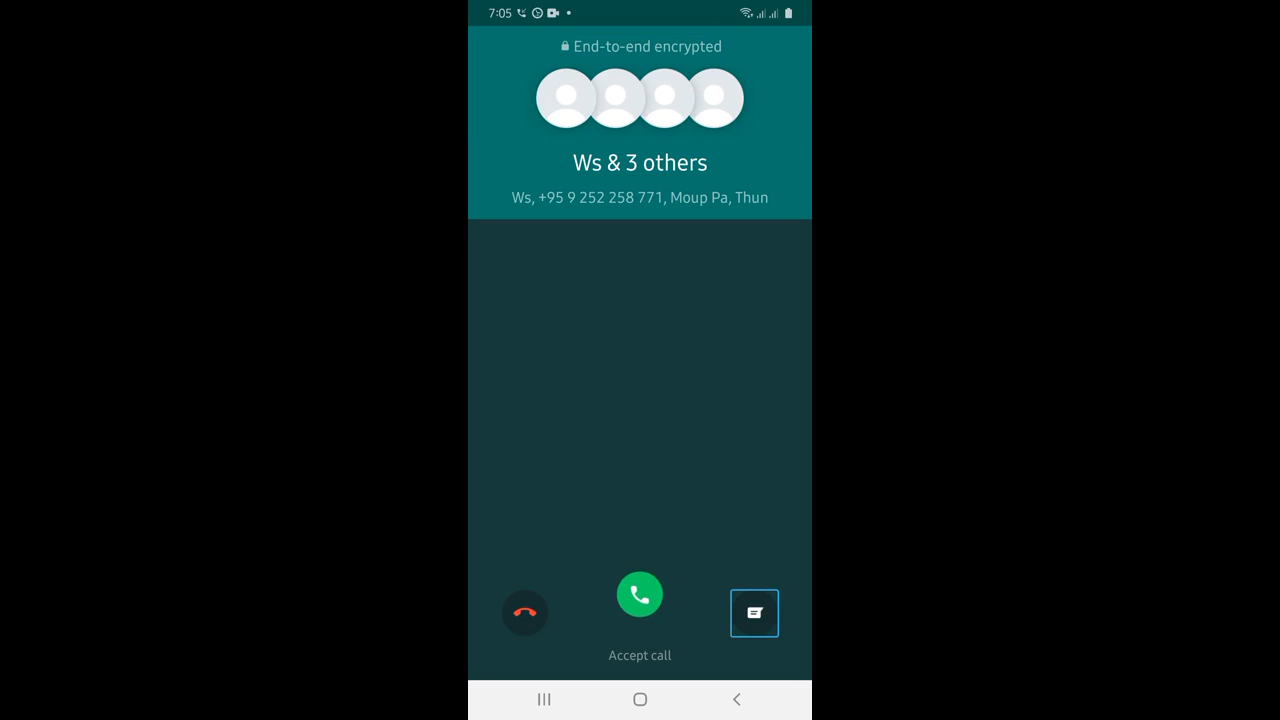 7:05
End-to-end encrypted
Ws & 3 others
Ws, +95 9 252 258 771, Moup Pa, Thun
Accept call